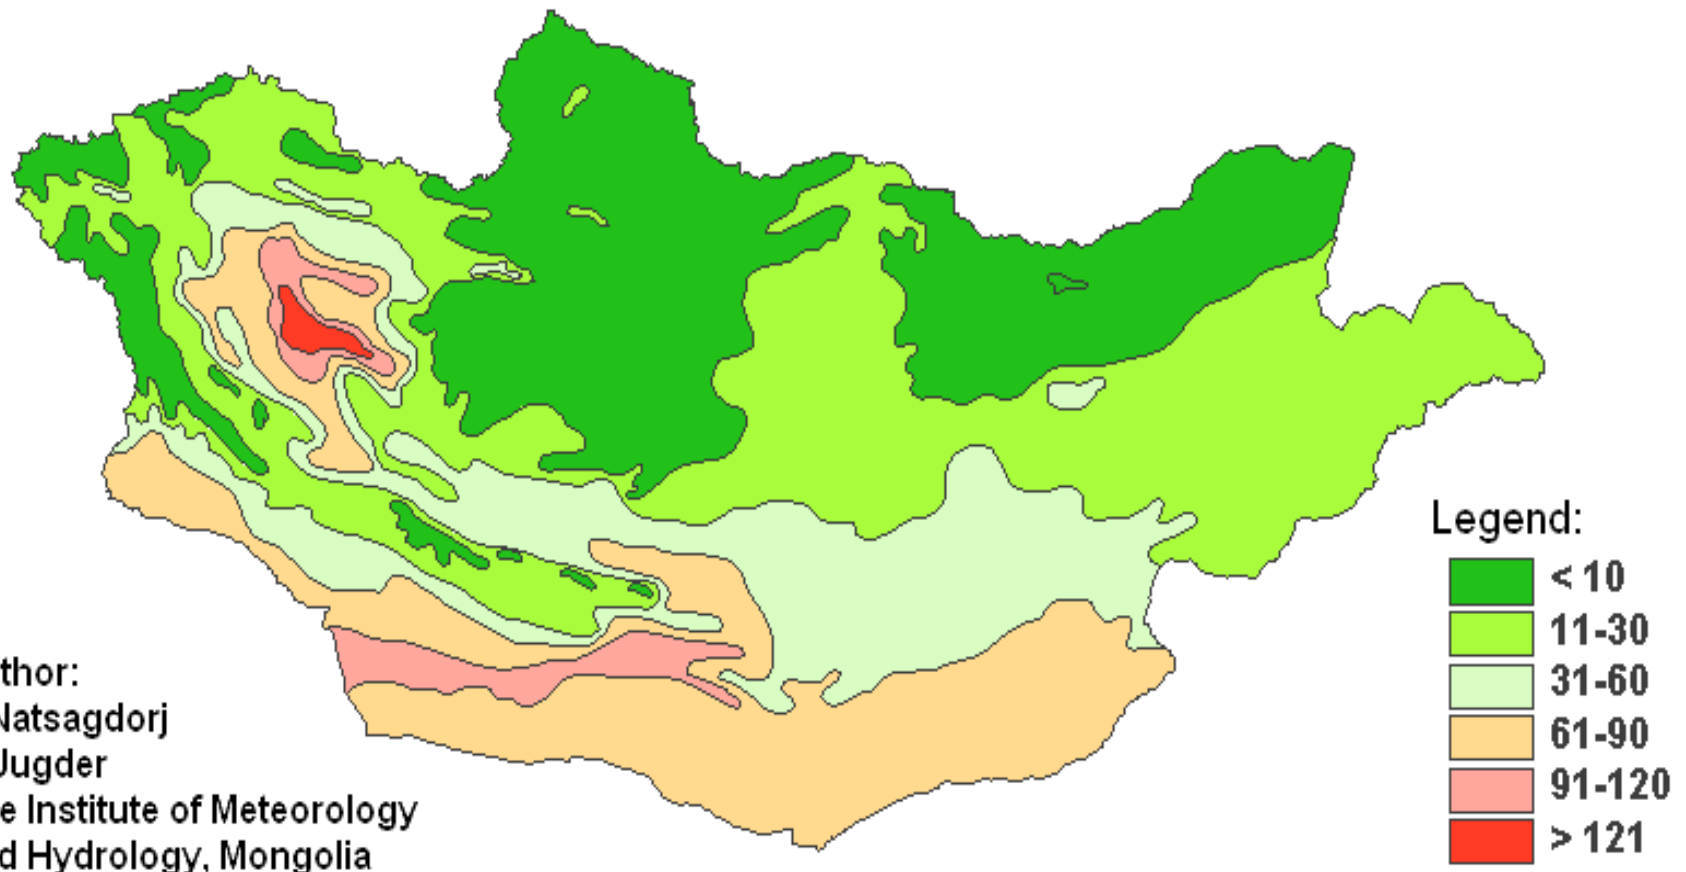 Legend:
< 10
11-30
31-60
61-90
91-120
> 121
thor:
Natsagdorj
Jugder
e Institute of Meteorology
d Hydrology, Mongolia